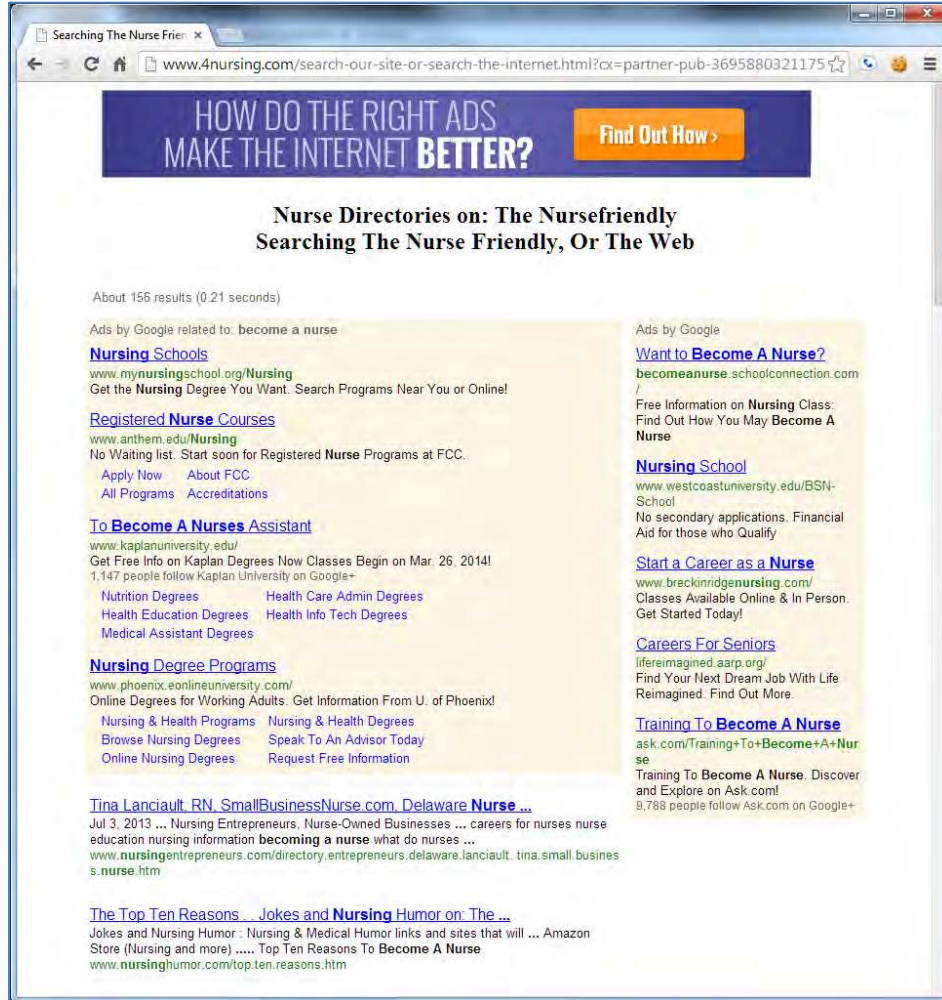 Searching The Nurse Frien
www.4nursing.com/search-our-site-or-search-the-internet.html?cx=partner-pub-3695880321175
HOW DO THE RIGHT ADS
MAKE THE INTERNET BETTER?
Find Out How ›
Nurse Directories on: The Nursefriendly
Searching The Nurse Friendly, Or The Web
About 156 results (0.21 seconds)
Ads by Google related to: become a nurse
Nursing Schools
www.mynursingschool.org/Nursing
Get the Nursing Degree You Want. Search Programs Near You or Online!
Registered Nurse Courses
www.anthem.edu/Nursing
No Waiting list. Start soon for Registered Nurse Programs at FCC.
Apply Now About FCC
All Programs Accreditations
To Become A Nurses Assistant
www.kaplanuniversity.edu/
Get Free Info on Kaplan Degrees Now Classes Begin on Mar. 26, 2014!
1,147 people follow Kaplan University on Google+
Nutrition Degrees Health Care Admin Degrees
Health Education Degrees Health Info Tech Degrees
Medical Assistant Degrees
Nursing Degree Programs
www.phoenix.eonlineuniversity.com/
Online Degrees for Working Adults. Get Information From U. of Phoenix!
Nursing & Health Programs Nursing & Health Degrees
Browse Nursing Degrees Speak To An Advisor Today
Online Nursing Degrees Request Free Information
Ads by Google
Want to Become A Nurse?
becomeanurse.schoolconnection.com
/
Free Information on Nursing Class:
Find Out How You May Become A
Nurse
Nursing School
www.westcoastuniversity.edu/BSN-
School
No secondary applications. Financial
Aid for those who Qualify
Start a Career as a Nurse
www.breckinridgenursing.com/
Classes Available Online & In Person.
Get Started Today!
Careers For Seniors
lifereimagined.aarp.org/
Find Your Next Dream Job With Life
Reimagined. Find Out More.
Training To Become A Nurse
ask.com/Training+To+Become+A+Nur
se
Training To Become A Nurse. Discover
and Explore on Ask.com!
9,788 people follow Ask.com on Google+
Tina Lanciault, RN, SmallBusinessNurse.com, Delaware Nurse ...
Jul 3, 2013 ... Nursing Entrepreneurs, Nurse-Owned Businesses ... careers for nurses nurse
education nursing information becoming a nurse what do nurses ...
www.nursingentrepreneurs.com/directory.entrepreneurs.delaware.lanciault. tina.small.busines
s.nurse.htm
The Top Ten Reasons . . Jokes and Nursing Humor on: The ...
Jokes and Nursing Humor : Nursing & Medical Humor links and sites that will ... Amazon
Store (Nursing and more) ..... Top Ten Reasons To Become A Nurse
www.nursinghumor.com/top.ten.reasons.htm